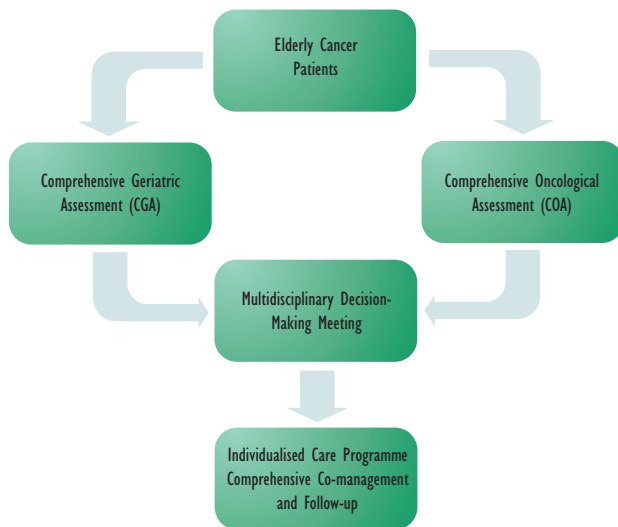 Elderly Cancer
Patients
Comprehensive Geriatric
Assessment (CGA)
Comprehensive Oncological
Assessment (COA)
Multidisciplinary Decision-
Making Meeting
Individualised Care Programme
Comprehensive Co-management
and Follow-up